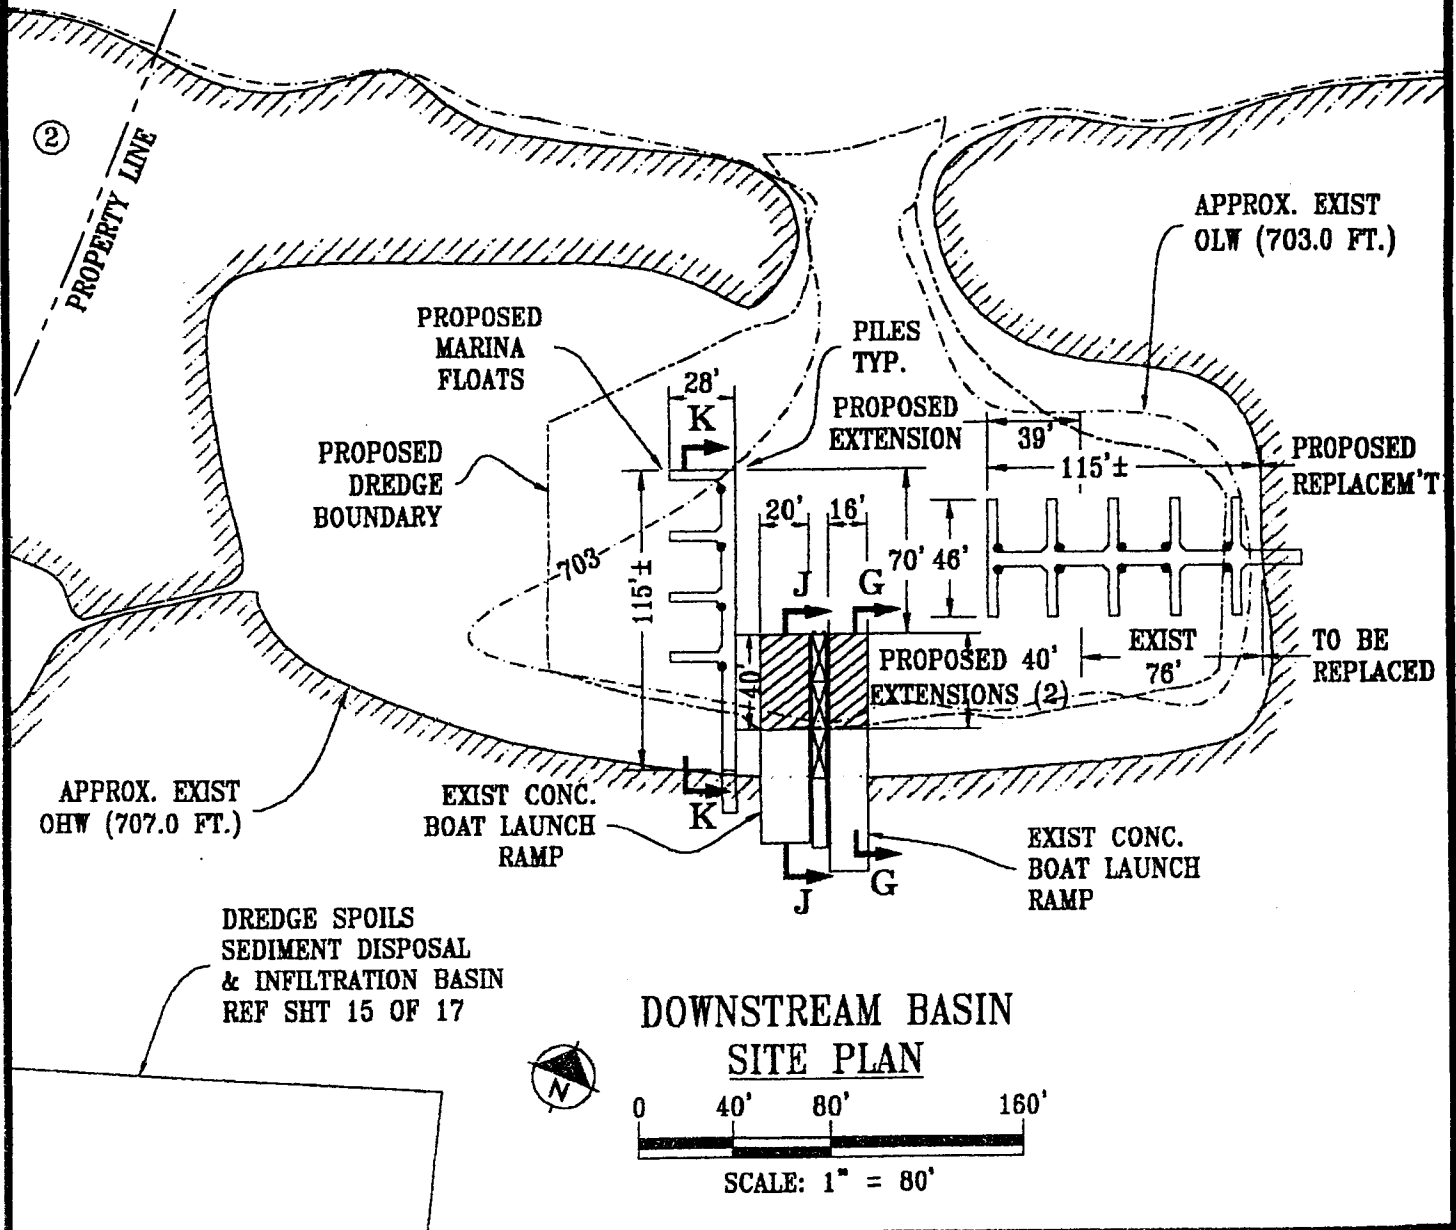 2
PROPERTY LINE
APPROX. EXIST
OLW (703.0 FT.)
PROPOSED
MARINA
FLOATS
PILES
TYP.
28'
K
PROPOSED
EXTENSION
39'
115'±
PROPOSED
REPLACEM'T
PROPOSED
DREDGE
BOUNDARY
20'
16'
70'
46'
703
115'±
J
G
EXIST
76'
TO BE
REPLACED
40'
PROPOSED 40'
EXTENSIONS (2)
APPROX. EXIST
OHW (707.0 FT.)
EXIST CONC.
BOAT LAUNCH
RAMP
K
J
G
EXIST CONC.
BOAT LAUNCH
RAMP
DREDGE SPOILS
SEDIMENT DISPOSAL
& INFILTRATION BASIN
REF SHT 15 OF 17
DOWNSTREAM BASIN
SITE PLAN
N
0 40' 80' 160'
SCALE: 1" = 80'